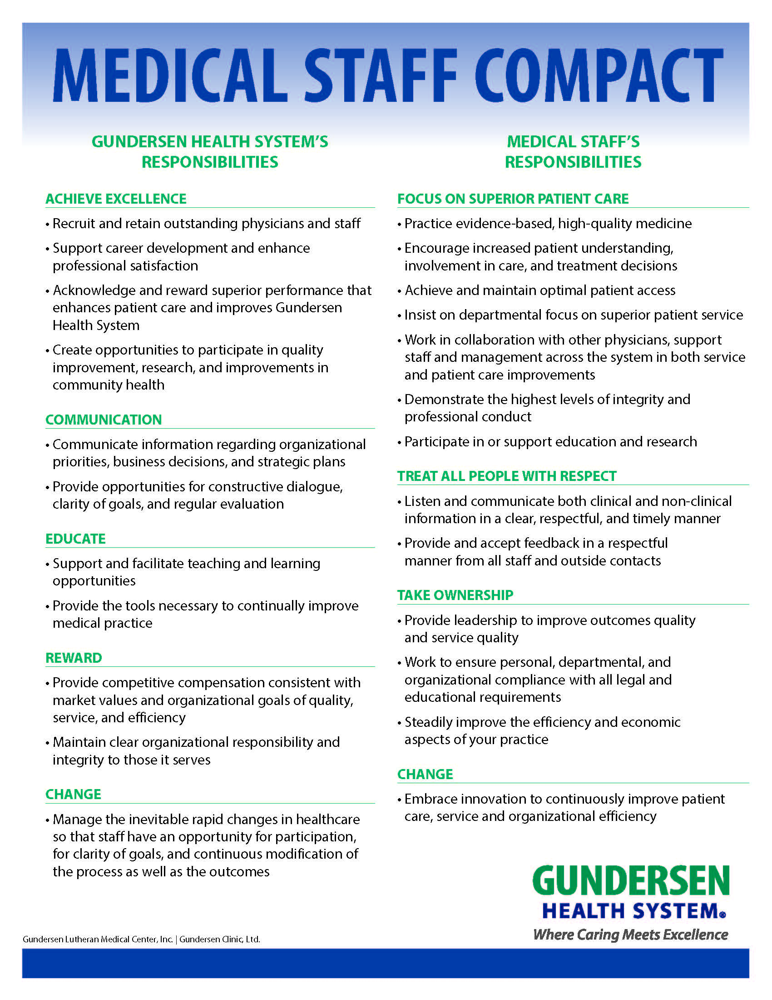 MEDICAL STAFF COMPACT
GUNDERSEN HEALTH SYSTEM'S
RESPONSIBILITIES
ACHIEVE EXCELLENCE
• Recruit and retain outstanding physicians and staff
• Support career development and enhance
professional satisfaction
• Acknowledge and reward superior performance that
enhances patient care and improves Gundersen
Health System
• Create opportunities to participate in quality
improvement, research, and improvements in
community health
COMMUNICATION
• Communicate information regarding organizational
priorities, business decisions, and strategic plans
• Provide opportunities for constructive dialogue,
clarity of goals, and regular evaluation
EDUCATE
• Support and facilitate teaching and learning
opportunities
• Provide the tools necessary to continually improve
medical practice
REWARD
• Provide competitive compensation consistent with
market values and organizational goals of quality,
service, and efficiency
• Maintain clear organizational responsibility and
integrity to those it serves
CHANGE
• Manage the inevitable rapid changes in healthcare
so that staff have an opportunity for participation,
for clarity of goals, and continuous modification of
the process as well as the outcomes
MEDICAL STAFF'S
RESPONSIBILITIES
FOCUS ON SUPERIOR PATIENT CARE
• Practice evidence-based, high-quality medicine
• Encourage increased patient understanding,
involvement in care, and treatment decisions
• Achieve and maintain optimal patient access
• Insist on departmental focus on superior patient service
• Work in collaboration with other physicians, support
staff and management across the system in both service
and patient care improvements
• Demonstrate the highest levels of integrity and
professional conduct
• Participate in or support education and research
TREAT ALL PEOPLE WITH RESPECT
• Listen and communicate both clinical and non-clinical
information in a clear, respectful, and timely manner
• Provide and accept feedback in a respectful
manner from all staff and outside contacts
TAKE OWNERSHIP
• Provide leadership to improve outcomes quality
and service quality
• Work to ensure personal, departmental, and
organizational compliance with all legal and
educational requirements
• Steadily improve the efficiency and economic
aspects of your practice
CHANGE
• Embrace innovation to continuously improve patient
care, service and organizational efficiency
GUNDERSEN
HEALTH SYSTEM®
Where Caring Meets Excellence
Gundersen Lutheran Medical Center, Inc. | Gundersen Clinic, Ltd.